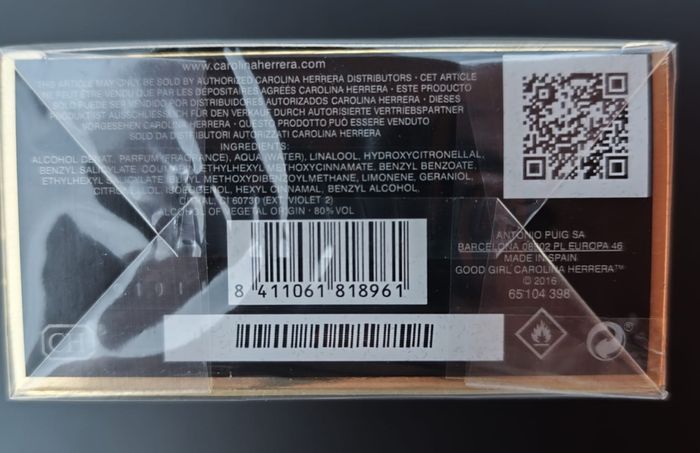 www.carolinaherrera.com
THIS ARTICLE MAY ONLY BE SOLD BY AUTHORIZED CAROLINA HERRERA DISTRIBUTORS · CET ARTICLE
NE PEUT ÊTRE VENDU QUE PAR LES DÉPOSITAIRES AGRÉÉS CAROLINA HERRERA · ESTE PRODUCTO
SOLO PUEDE SER VENDIDO POR DISTRIBUIDORES AUTORIZADOS CAROLINA HERRERA · DIESES
PRODUKT IST AUSSCHLIESSLICH FÜR DEN VERKAUF DURCH AUTORISIERTE VERTRIEBSPARTNER
VORGESEHEN CAROLINA HERRERA · QUESTO PRODOTTO PUÒ ESSERE VENDUTO
SOLO DA DISTRIBUTORI AUTORIZZATI CAROLINA HERRERA
INGREDIENTS:
ALCOHOL DENAT, PARFUM (FRAGRANCE), AQUA (WATER), LINALOOL, HYDROXYCITRONELLAL,
BENZYL SALICYLATE, COUMARIN, ETHYLHEXYL METHOXYCINNAMATE, BENZYL BENZOATE,
ETHYLHEXYL SALICYLATE, BUTYL METHOXYDIBENZOYLMETHANE, LIMONENE, GERANIOL,
CITRONELLOL, ISOEUGENOL, HEXYL CINNAMAL, BENZYL ALCOHOL,
CITRAL, CI 60730 (EXT. VIOLET 2)
ALCOHOL OF VEGETAL ORIGIN · 80% VOL
ANTONIO PUIG SA
BARCELONA 08902 PL EUROPA 46
MADE IN SPAIN
GOOD GIRL CAROLINA HERRERA™
© 2016
65104398
8 411061 818961
CH